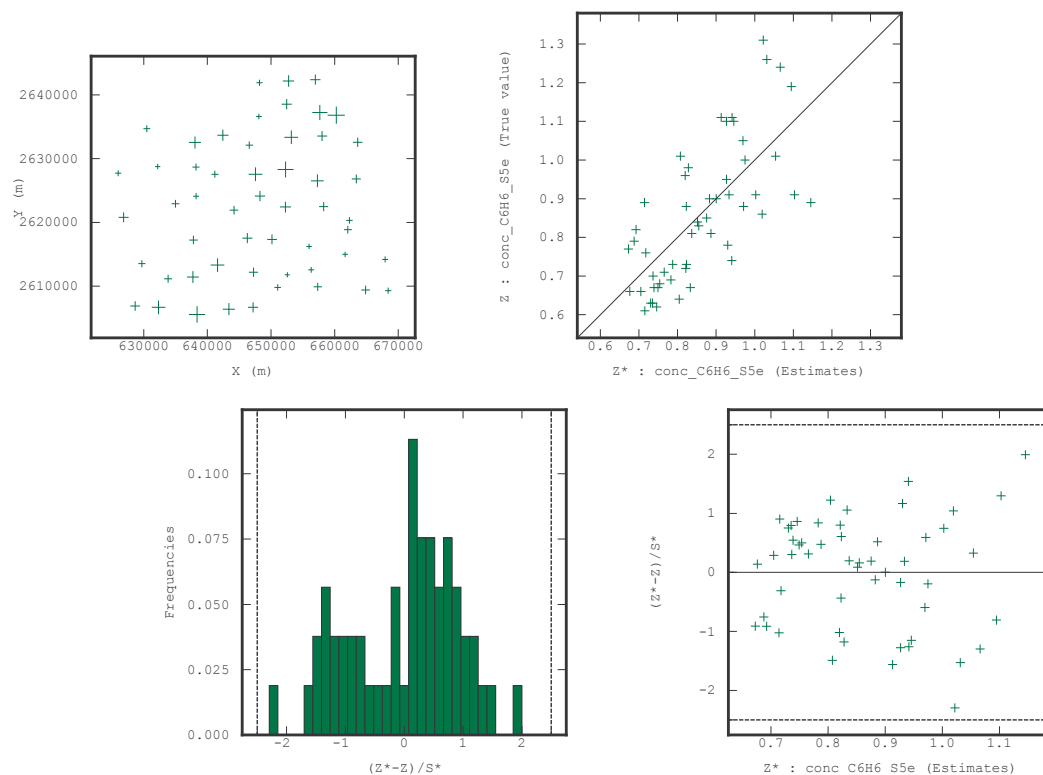 2640000
2630000
2620000
2610000
Y (m)
630000 640000 650000 660000 670000
X (m)
1.3
1.2
1.1
1.0
0.9
0.8
0.7
0.6
Z : conc_C6H6_S5e (True value)
0.6 0.7 0.8 0.9 1.0 1.1 1.2 1.3
Z* : conc_C6H6_S5e (Estimates)
0.100
0.075
0.050
0.025
0.000
Frequencies
-2 -1 0 1 2
(Z*-Z)/S*
2
1
0
-1
-2
(Z*-Z)/S*
0.7 0.8 0.9 1.0 1.1
Z* : conc C6H6 S5e (Estimates)